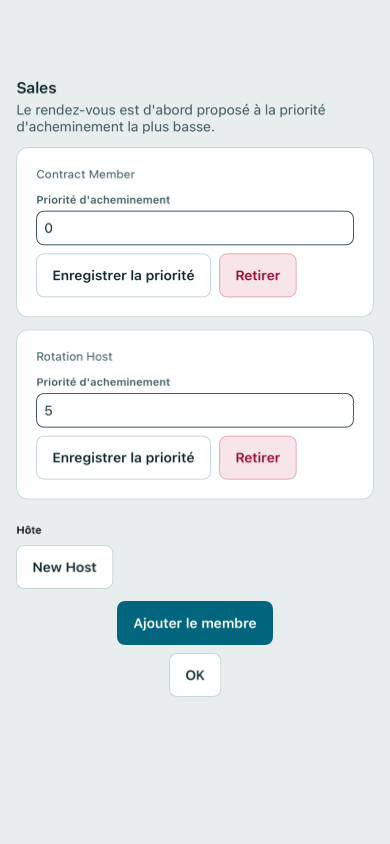 Sales
Le rendez-vous est d'abord proposé à la priorité
d'acheminement la plus basse.
Contract Member
Priorité d'acheminement
0
Enregistrer la priorité
Retirer
Rotation Host
Priorité d'acheminement
5
Enregistrer la priorité
Retirer
Hôte
New Host
Ajouter le membre
OK